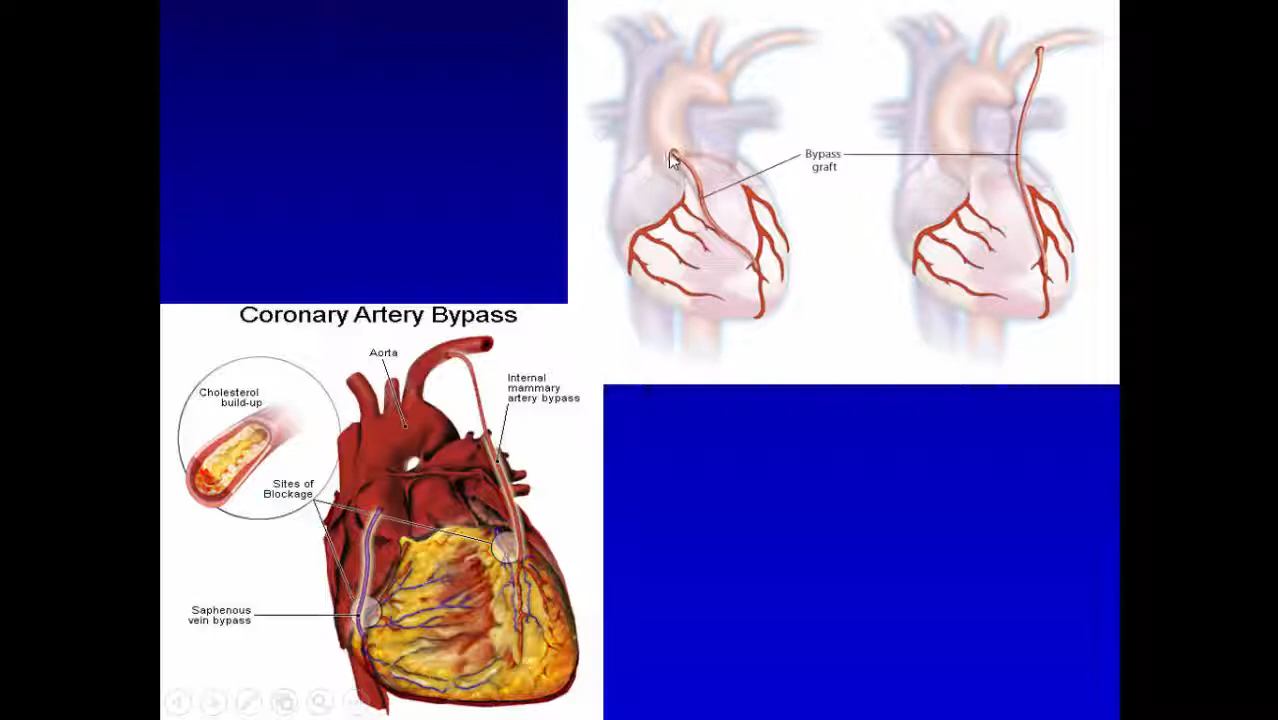 Bypass
graft
Coronary Artery Bypass
Aorta
Internal
mammary
artery bypass
Cholesterol
build-up
Sites of
Blockage
Saphenous
vein bypass